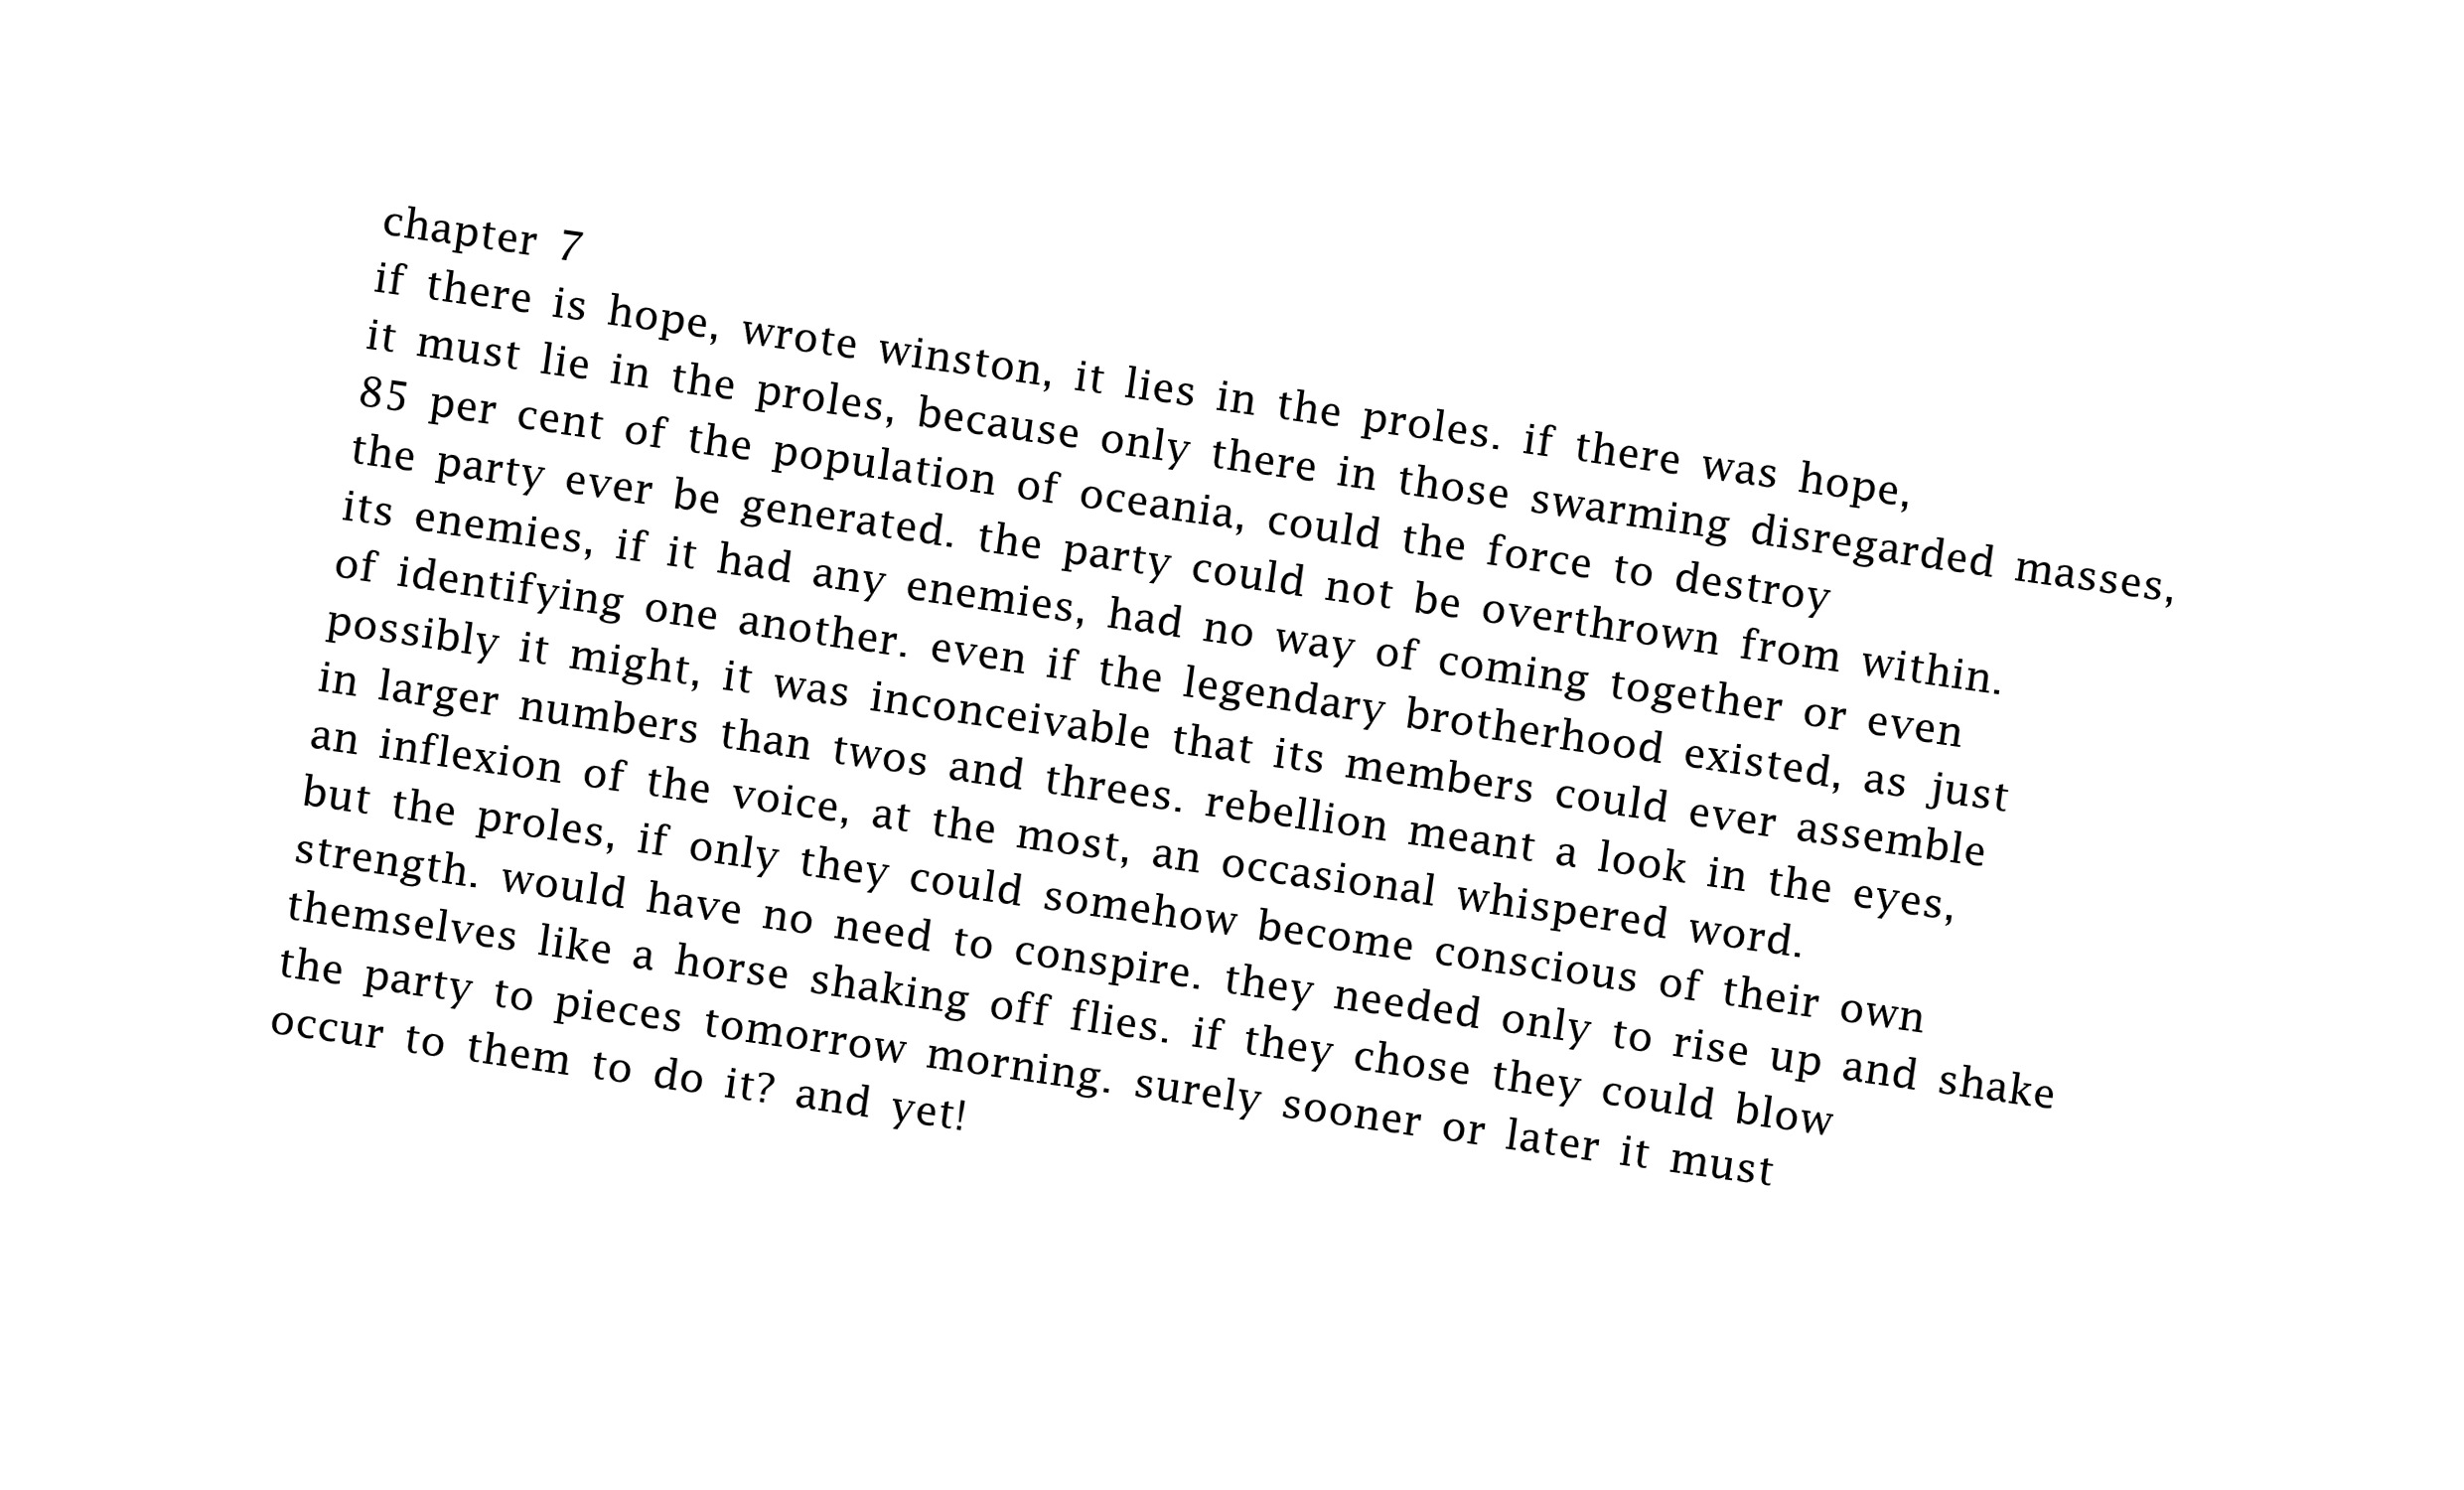 chapter 7
if there is hope, wrote winston, it lies in the proles. if there was hope,
it must lie in the proles, because only there in those swarming disregarded masses,
85 per cent of the population of oceania, could the force to destroy
the party ever be generated. the party could not be overthrown from within.
its enemies, if it had any enemies, had no way of coming together or even
of identifying one another. even if the legendary brotherhood existed, as just
possibly it might, it was inconceivable that its members could ever assemble
in larger numbers than twos and threes. rebellion meant a look in the eyes,
an inflexion of the voice, at the most, an occasional whispered word.
but the proles, if only they could somehow become conscious of their own
strength. would have no need to conspire. they needed only to rise up and shake
themselves like a horse shaking off flies. if they chose they could blow
the party to pieces tomorrow morning. surely sooner or later it must
occur to them to do it? and yet!